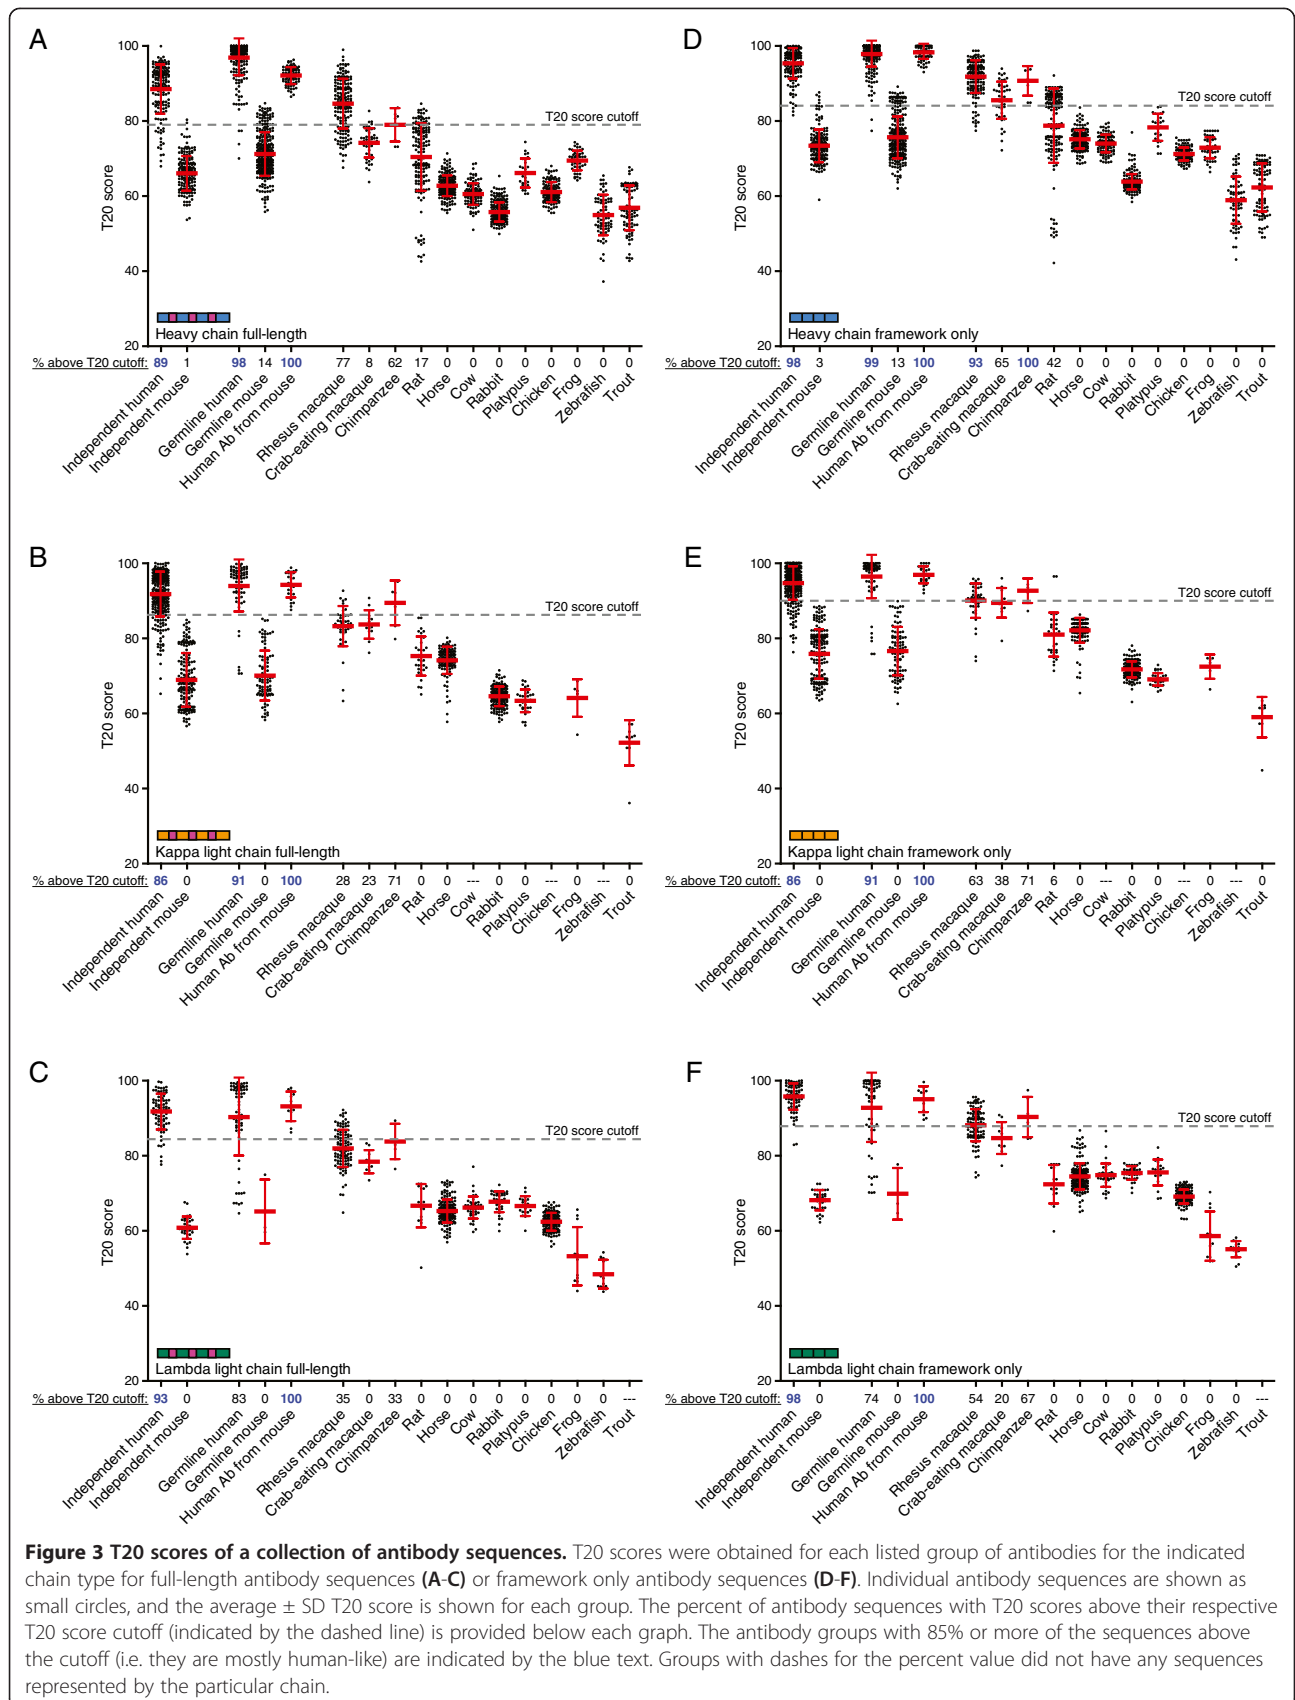 A
100
80
60
40
20
T20 score
T20 score cutoff
Heavy chain full-length
% above T20 cutoff: 89 1 98 14 100 77 8 62 17 0 0 0 0 0 0 0 0
Independent human
Independent mouse
Germline human
Germline mouse
Human Ab from mouse
Rhesus macaque
Crab-eating macaque
Chimpanzee
Rat
Horse
Cow
Rabbit
Platypus
Chicken
Frog
Zebrafish
Trout
D
100
80
60
40
20
T20 score
T20 score cutoff
Heavy chain framework only
% above T20 cutoff: 98 3 99 13 100 93 65 100 42 0 0 0 0 0 0 0 0
Independent human
Independent mouse
Germline human
Germline mouse
Human Ab from mouse
Rhesus macaque
Crab-eating macaque
Chimpanzee
Rat
Horse
Cow
Rabbit
Platypus
Chicken
Frog
Zebrafish
Trout
B
100
80
60
40
20
T20 score
T20 score cutoff
Kappa light chain full-length
% above T20 cutoff: 86 0 91 0 100 28 23 71 0 0 --- 0 0 --- 0 --- 0
Independent human
Independent mouse
Germline human
Germline mouse
Human Ab from mouse
Rhesus macaque
Crab-eating macaque
Chimpanzee
Rat
Horse
Cow
Rabbit
Platypus
Chicken
Frog
Zebrafish
Trout
E
100
80
60
40
20
T20 score
T20 score cutoff
Kappa light chain framework only
% above T20 cutoff: 86 0 91 0 100 63 38 71 6 0 --- 0 0 --- 0 --- 0
Independent human
Independent mouse
Germline human
Germline mouse
Human Ab from mouse
Rhesus macaque
Crab-eating macaque
Chimpanzee
Rat
Horse
Cow
Rabbit
Platypus
Chicken
Frog
Zebrafish
Trout
C
100
80
60
40
20
T20 score
T20 score cutoff
Lambda light chain full-length
% above T20 cutoff: 93 0 83 0 100 35 0 33 0 0 0 0 0 0 0 0 ---
Independent human
Independent mouse
Germline human
Germline mouse
Human Ab from mouse
Rhesus macaque
Crab-eating macaque
Chimpanzee
Rat
Horse
Cow
Rabbit
Platypus
Chicken
Frog
Zebrafish
Trout
F
100
80
60
40
20
T20 score
T20 score cutoff
Lambda light chain framework only
% above T20 cutoff: 98 0 74 0 100 54 20 67 0 0 0 0 0 0 0 0 ---
Independent human
Independent mouse
Germline human
Germline mouse
Human Ab from mouse
Rhesus macaque
Crab-eating macaque
Chimpanzee
Rat
Horse
Cow
Rabbit
Platypus
Chicken
Frog
Zebrafish
Trout
Figure 3 T20 scores of a collection of antibody sequences. T20 scores were obtained for each listed group of antibodies for the indicated
chain type for full-length antibody sequences (A-C) or framework only antibody sequences (D-F). Individual antibody sequences are shown as
small circles, and the average ± SD T20 score is shown for each group. The percent of antibody sequences with T20 scores above their respective
T20 score cutoff (indicated by the dashed line) is provided below each graph. The antibody groups with 85% or more of the sequences above
the cutoff (i.e. they are mostly human-like) are indicated by the blue text. Groups with dashes for the percent value did not have any sequences
represented by the particular chain.